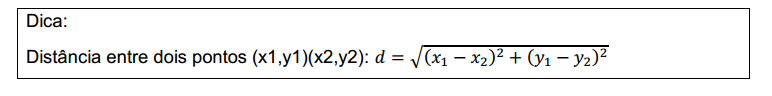 Dica:
Distância entre dois pontos (x1,y1)(x2,y2): 𝑑 = √(𝑥₁ − 𝑥₂)² + (𝑦₁ − 𝑦₂)²